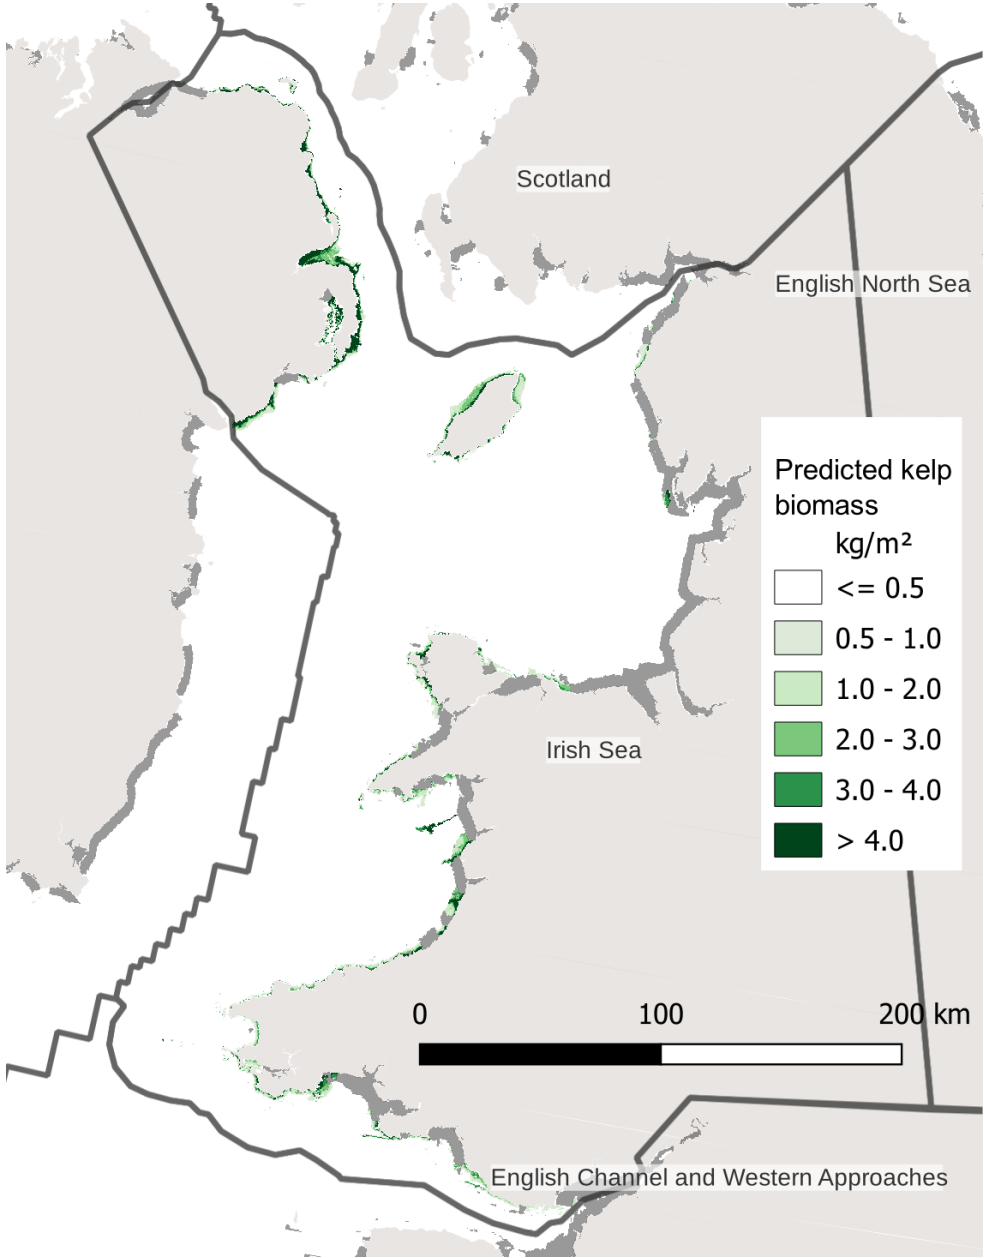 Scotland
English North Sea
Predicted kelp
biomass
kg/m²
<= 0.5
0.5 - 1.0
1.0 - 2.0
2.0 - 3.0
3.0 - 4.0
> 4.0
Irish Sea
0 100 200 km
English Channel and Western Approaches